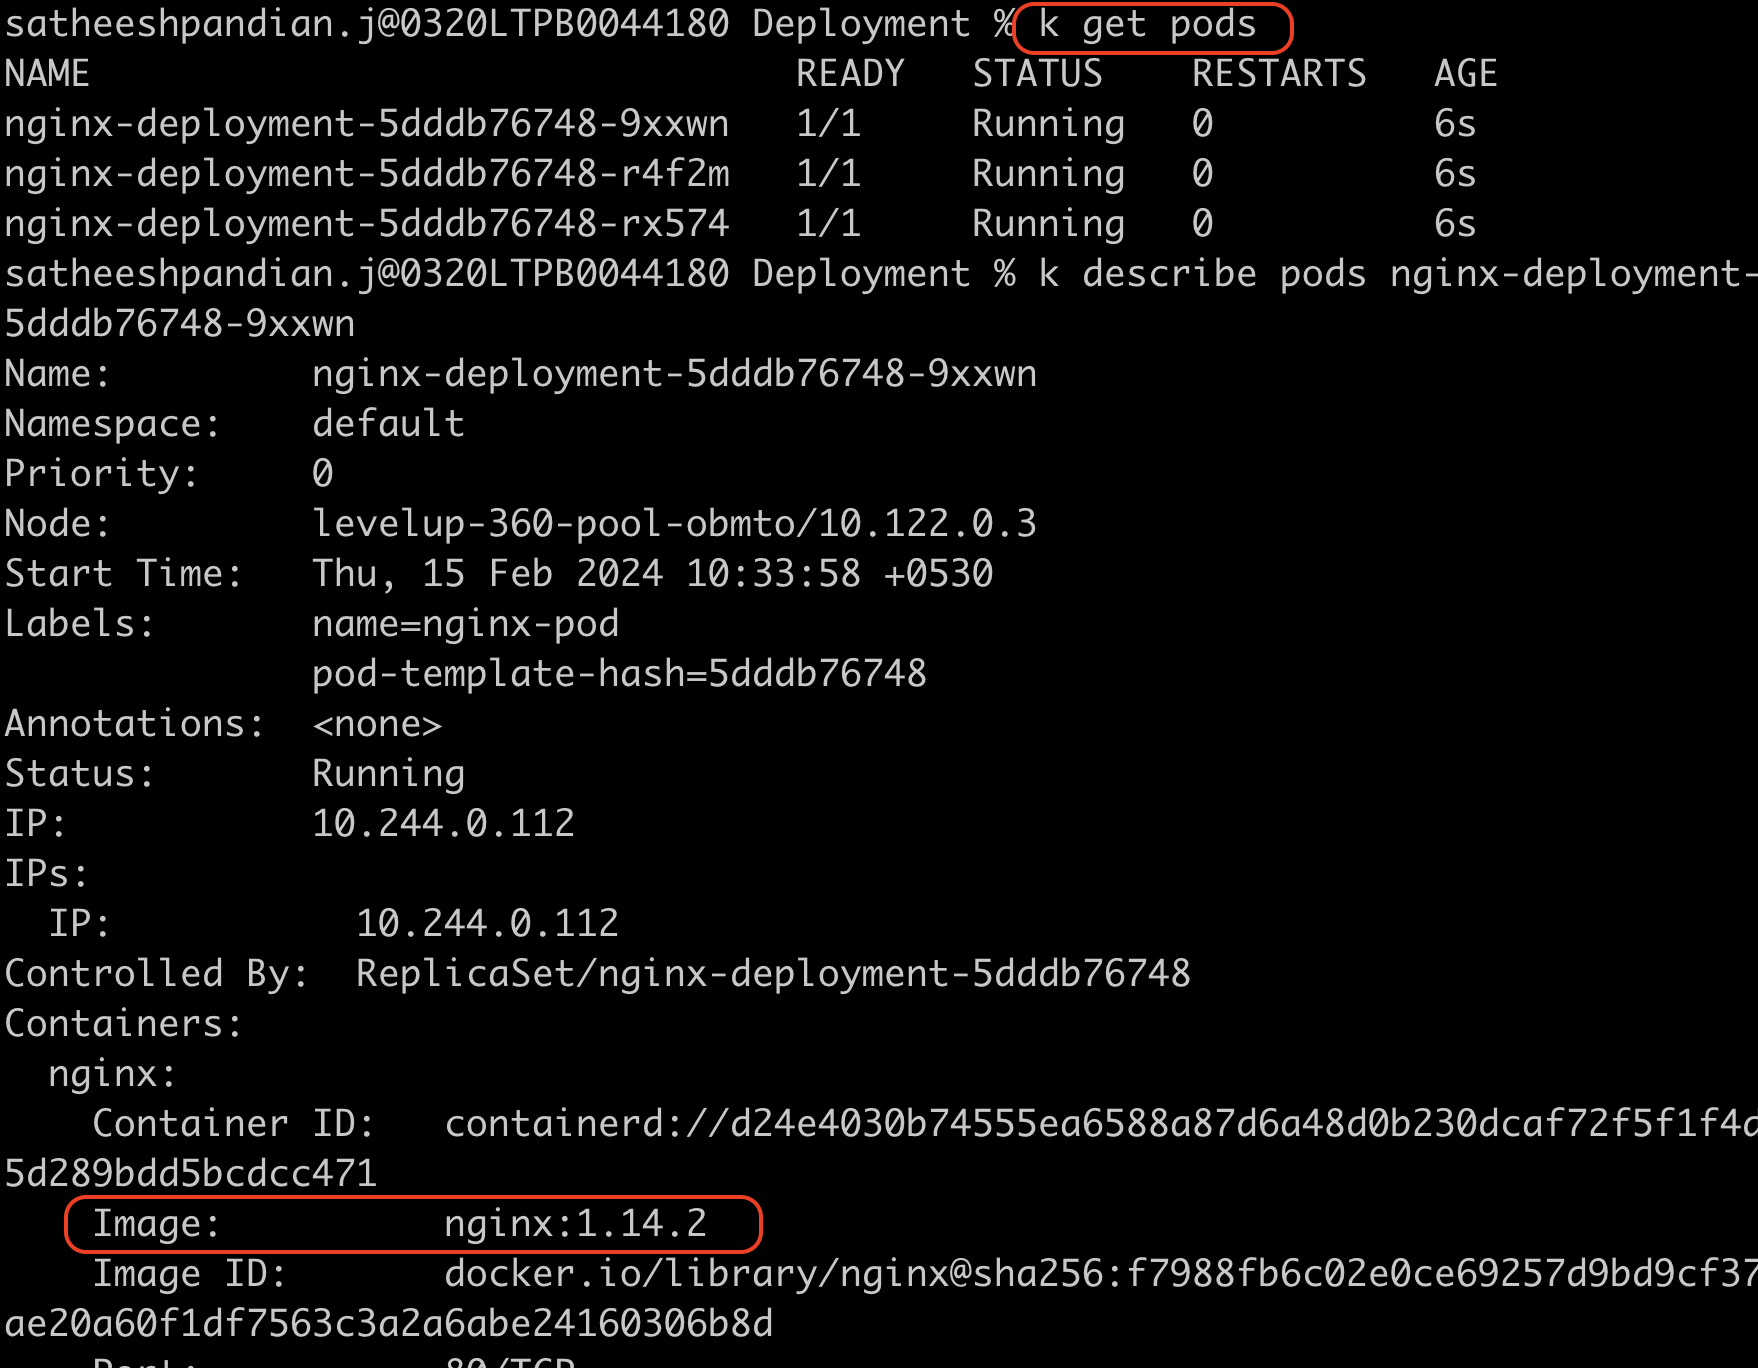 satheeshpandian.j@0320LTPB0044180 Deployment % k get pods
NAME                                READY   STATUS    RESTARTS   AGE
nginx-deployment-5dddb76748-9xxwn   1/1     Running   0          6s
nginx-deployment-5dddb76748-r4f2m   1/1     Running   0          6s
nginx-deployment-5dddb76748-rx574   1/1     Running   0          6s
satheeshpandian.j@0320LTPB0044180 Deployment % k describe pods nginx-deployment-
5dddb76748-9xxwn
Name:         nginx-deployment-5dddb76748-9xxwn
Namespace:    default
Priority:     0
Node:         levelup-360-pool-obmto/10.122.0.3
Start Time:   Thu, 15 Feb 2024 10:33:58 +0530
Labels:       name=nginx-pod
              pod-template-hash=5dddb76748
Annotations:  <none>
Status:       Running
IP:           10.244.0.112
IPs:
  IP:           10.244.0.112
Controlled By:  ReplicaSet/nginx-deployment-5dddb76748
Containers:
  nginx:
    Container ID:   containerd://d24e4030b74555ea6588a87d6a48d0b230dcaf72f5f1f4a
5d289bdd5bcdcc471
    Image:          nginx:1.14.2
    Image ID:       docker.io/library/nginx@sha256:f7988fb6c02e0ce69257d9bd9cf37
ae20a60f1df7563c3a2a6abe24160306b8d
    Port:           80/TCP